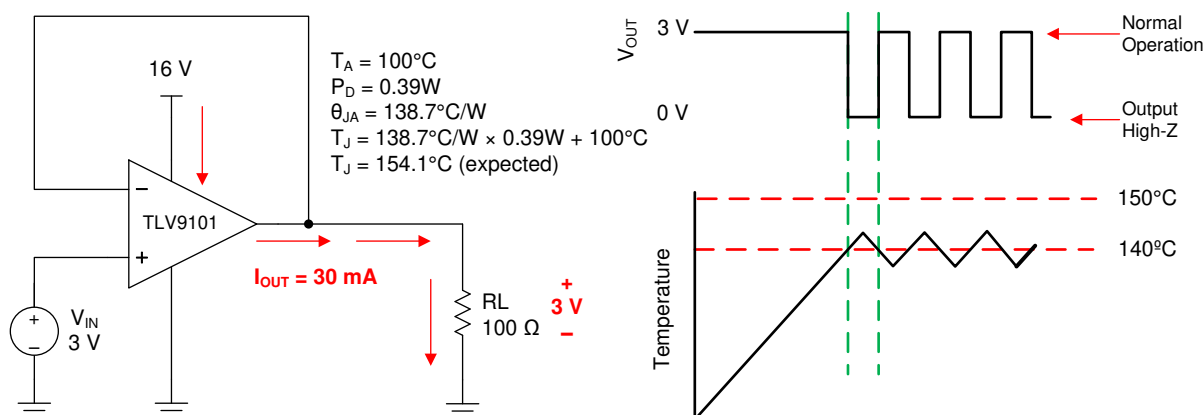 16 V
T_A = 100°C
P_D = 0.39W
θ_JA = 138.7°C/W
T_J = 138.7°C/W × 0.39W + 100°C
T_J = 154.1°C (expected)
−
TLV9101
+
I_OUT = 30 mA
+
−
V_IN
3 V
RL
100 Ω
+
3 V
−
V_OUT
3 V
0 V
Normal
Operation
Output
High-Z
Temperature
150°C
140ºC